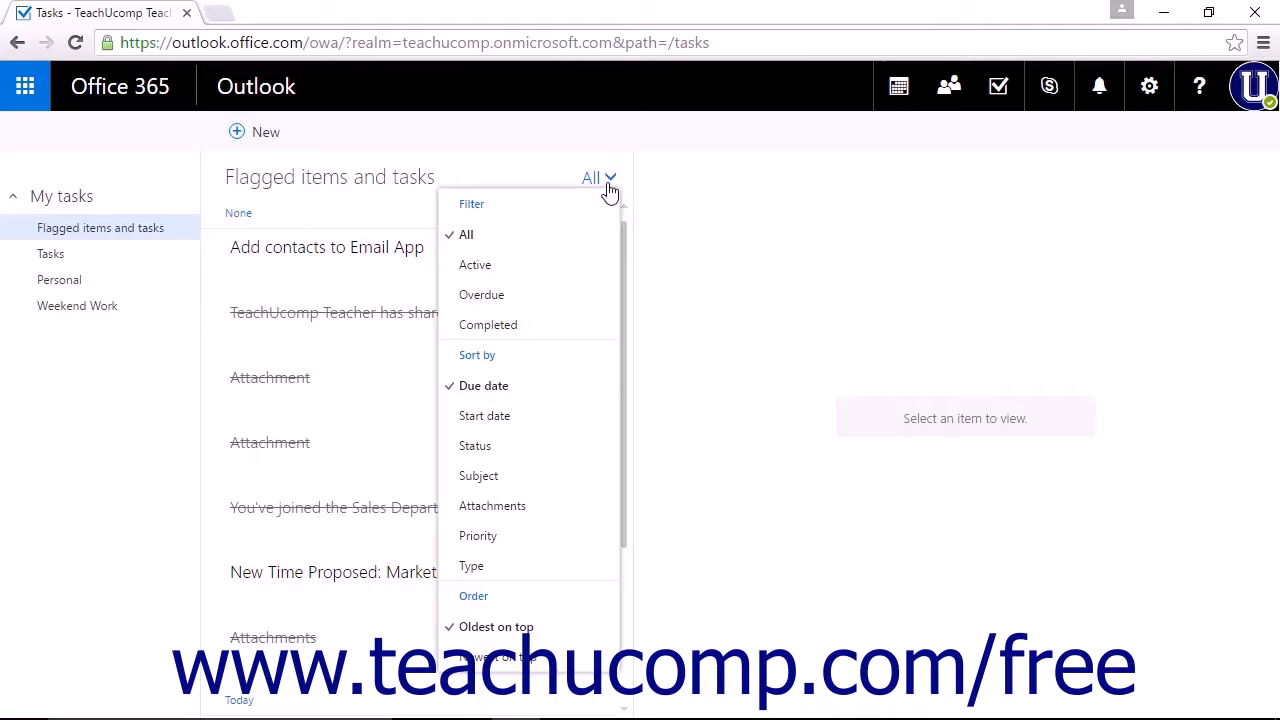 Tasks - TeachUcomp Teac
https://outlook.office.com/owa/?realm=teachucomp.onmicrosoft.com&path=/tasks
Office 365
Outlook
?
U
New
My tasks
Flagged items and tasks
Tasks
Personal
Weekend Work
Flagged items and tasks
All
None
Add contacts to Email App
TeachUcomp Teacher has shar
Attachment
Attachment
You've joined the Sales Depart
New Time Proposed: Market
Attachments
Today
Filter
All
Active
Overdue
Completed
Sort by
Due date
Start date
Status
Subject
Attachments
Priority
Type
Order
Oldest on top
Newest on top
Select an item to view.
www.teachucomp.com/free